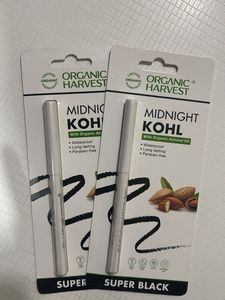 ORGANIC
HARVEST
MIDNIGHT
KOHL
With Organic Almond Oil
• Waterproof
• Long-lasting
• Paraben-free
SUPER BLACK
ORGANIC
HARVEST™
MIDNIGHT
KOHL
With Organic Almond Oil
• Waterproof
• Long-lasting
• Paraben-free
SUPER BLACK